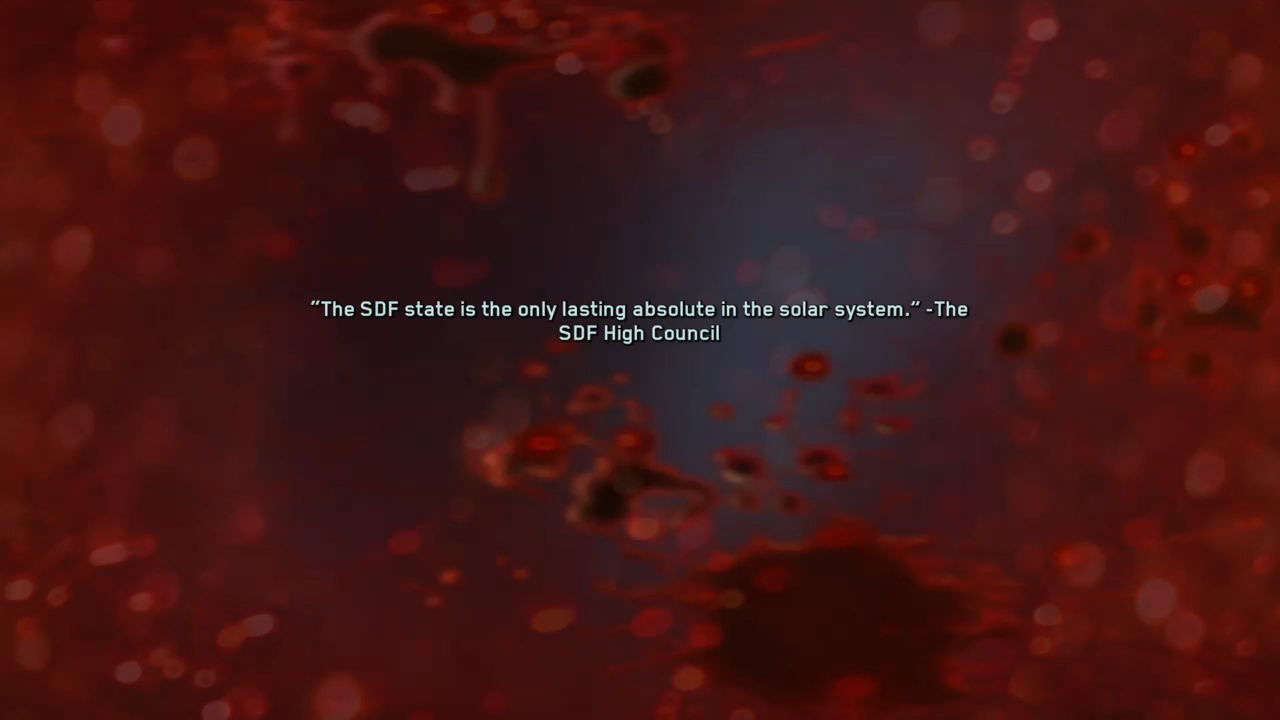 "The SDF state is the only lasting absolute in the solar system." -The
SDF High Council